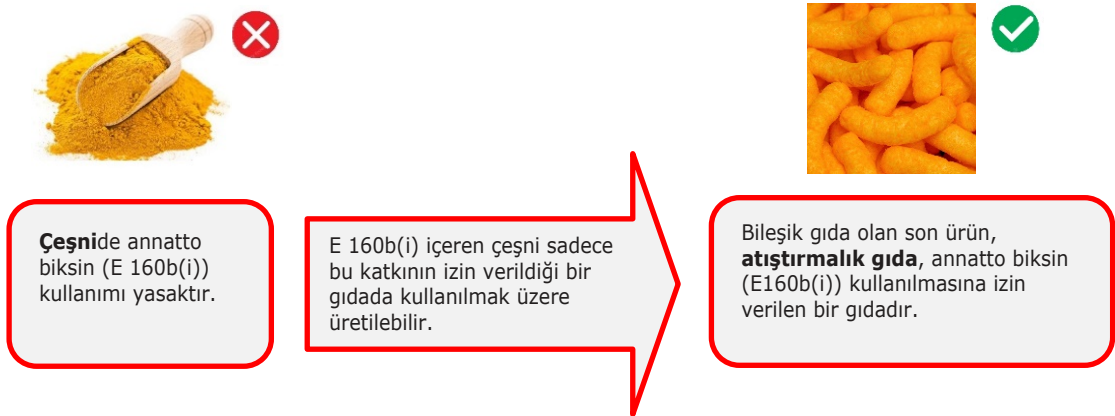 Çeşnide annatto
biksin (E 160b(i))
kullanımı yasaktır.
E 160b(i) içeren çeşni sadece
bu katkının izin verildiği bir
gıdada kullanılmak üzere
üretilebilir.
Bileşik gıda olan son ürün,
atıştırmalık gıda, annatto biksin
(E160b(i)) kullanılmasına izin
verilen bir gıdadır.